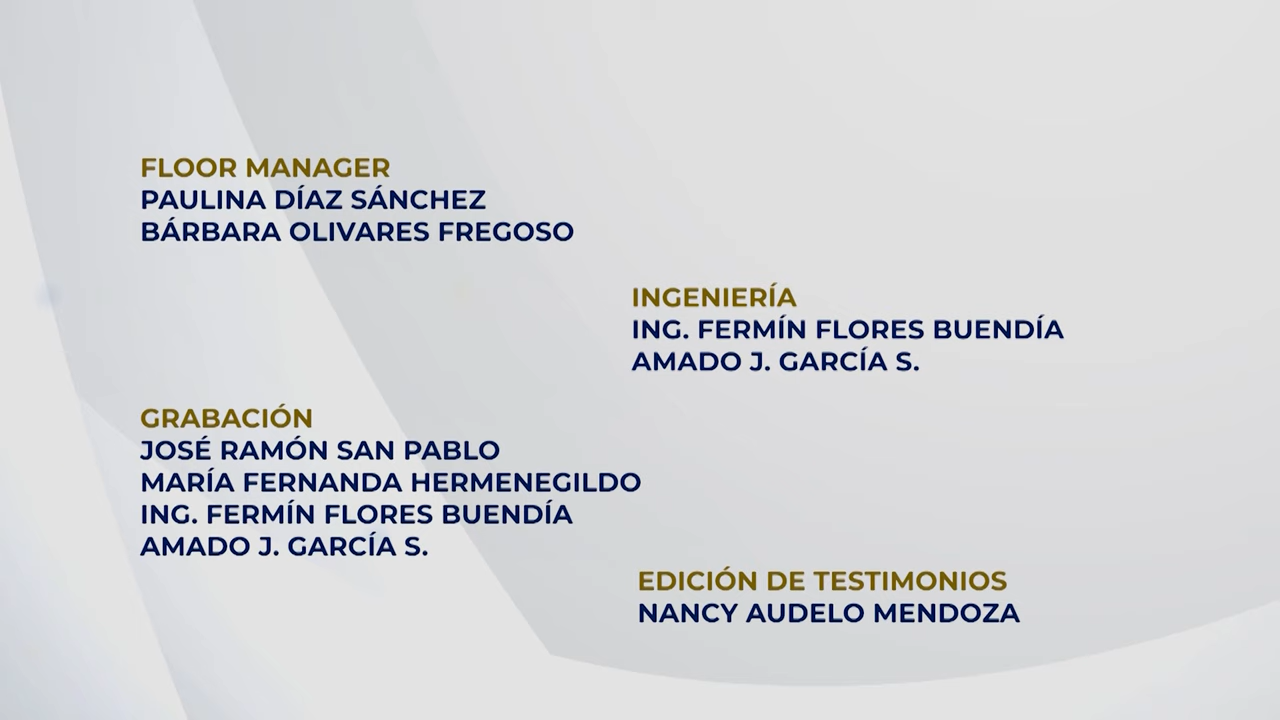 FLOOR MANAGER
PAULINA DÍAZ SÁNCHEZ
BÁRBARA OLIVARES FREGOSO
INGENIERÍA
ING. FERMÍN FLORES BUENDÍA
AMADO J. GARCÍA S.
GRABACIÓN
JOSÉ RAMÓN SAN PABLO
MARÍA FERNANDA HERMENEGILDO
ING. FERMÍN FLORES BUENDÍA
AMADO J. GARCÍA S.
EDICIÓN DE TESTIMONIOS
NANCY AUDELO MENDOZA